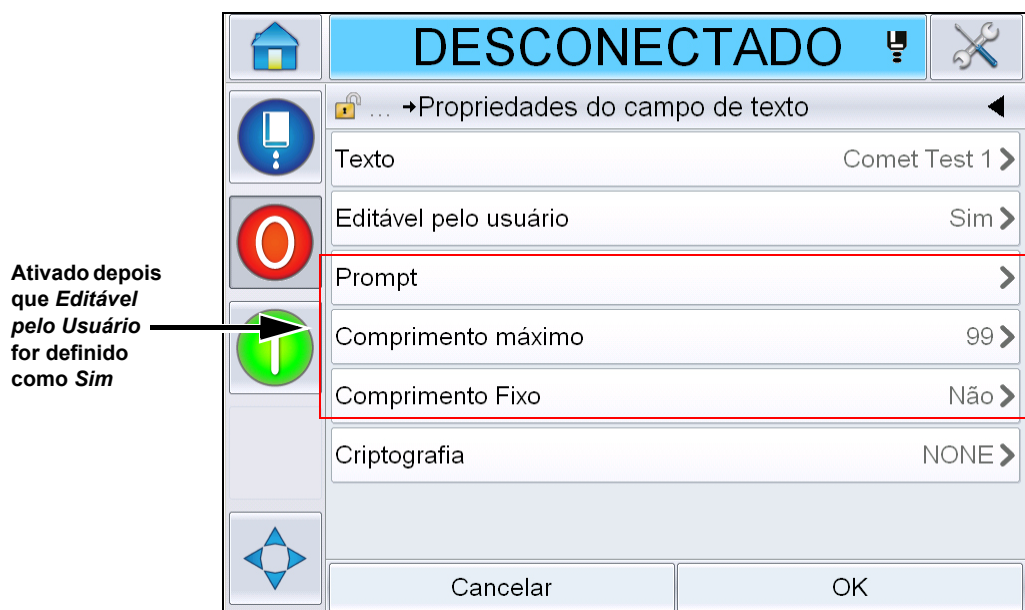 DESCONECTADO
... →Propriedades do campo de texto
Texto Comet Test 1
Editável pelo usuário Sim
Prompt
Comprimento máximo 99
Comprimento Fixo Não
Criptografia NONE
Cancelar OK
Ativado depois
que Editável
pelo Usuário
for definido
como Sim